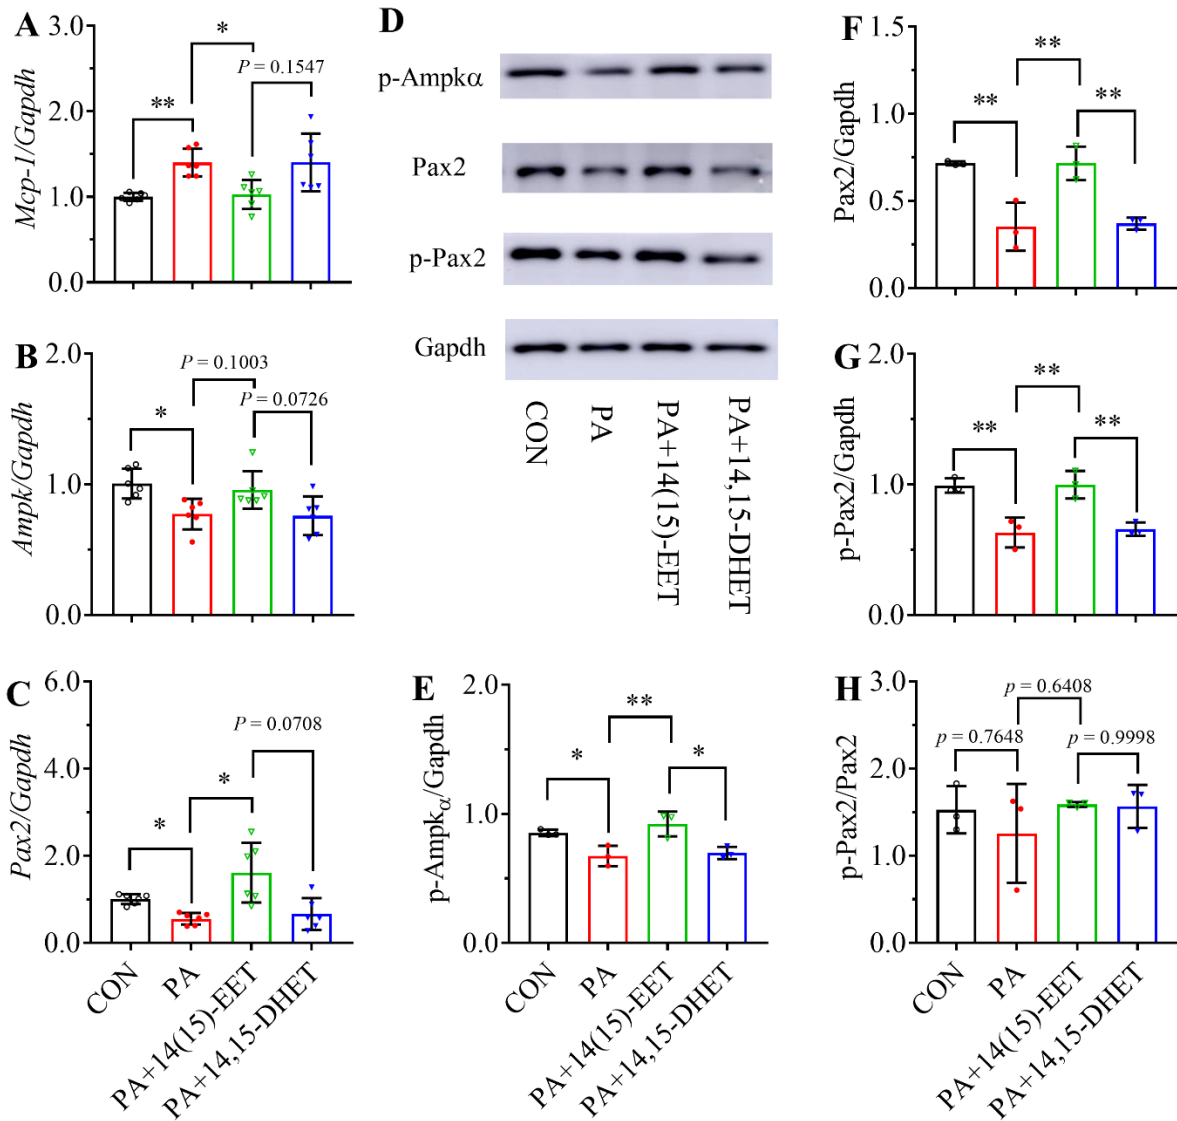 A
Mcp-1/Gapdh
3.0
2.0
1.0
0.0
**
*
P = 0.1547
B
Ampk/Gapdh
2.0
1.0
0.0
*
P = 0.1003
P = 0.0726
C
Pax2/Gapdh
6.0
4.0
2.0
0.0
*
*
P = 0.0708
CON
PA
PA+14(15)-EET
PA+14,15-DHET
D
p-Ampkα
Pax2
p-Pax2
Gapdh
CON
PA
PA+14(15)-EET
PA+14,15-DHET
E
p-Ampkα/Gapdh
2.0
1.0
0.0
*
**
*
CON
PA
PA+14(15)-EET
PA+14,15-DHET
F
Pax2/Gapdh
1.5
1.0
0.5
0.0
**
**
**
G
p-Pax2/Gapdh
2.0
1.0
0.0
**
**
**
H
p-Pax2/Pax2
3.0
2.0
1.0
0.0
p = 0.7648
p = 0.6408
p = 0.9998
CON
PA
PA+14(15)-EET
PA+14,15-DHET